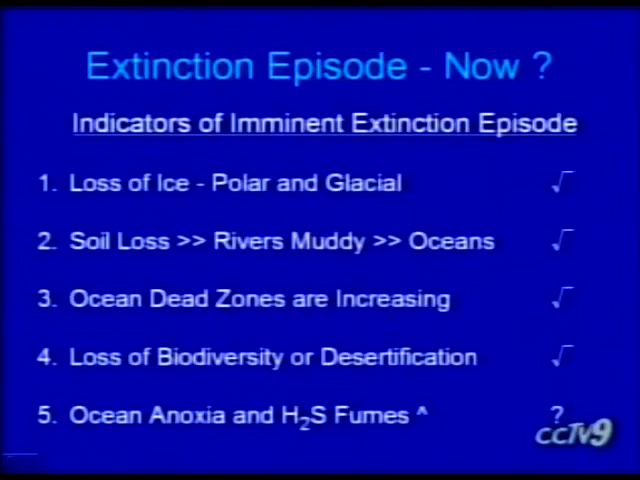 Extinction Episode - Now ?
Indicators of Imminent Extinction Episode
1. Loss of Ice - Polar and Glacial √
2. Soil Loss >> Rivers Muddy >> Oceans √
3. Ocean Dead Zones are Increasing √
4. Loss of Biodiversity or Desertification √
5. Ocean Anoxia and H₂S Fumes ^ ?
CCTV9